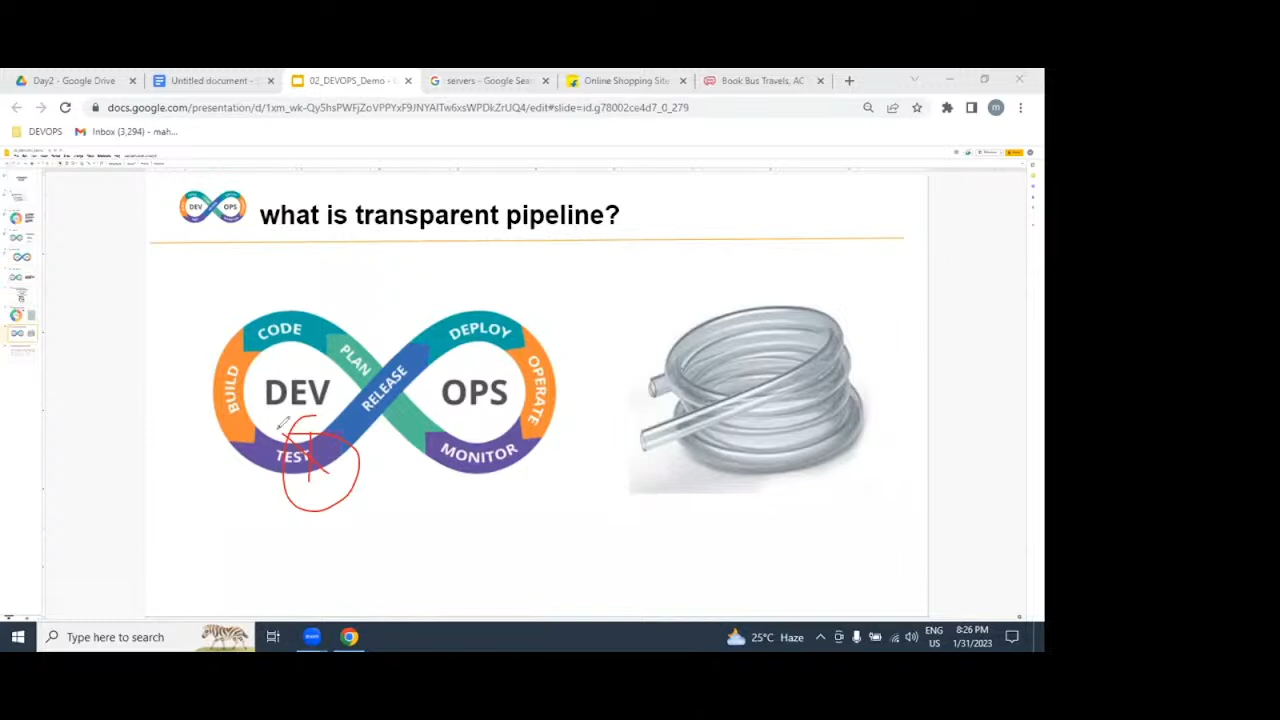 Day2 - Google Drive
Untitled document -
02_DEVOPS_Demo -
servers - Google Sear
Online Shopping Site
Book Bus Travels, AC
docs.google.com/presentation/d/1xm_wk-Qy5hsPWFjZoVPPYxF9JNYAlTw6xsWPDkZrUQ4/edit#slide=id.g78002ce4d7_0_279
m
DEVOPS
Inbox (3,294) - mah...
DEV OPS
what is transparent pipeline?
CODE
PLAN
BUILD
DEV
TEST
RELEASE
DEPLOY
OPERATE
OPS
MONITOR
Type here to search
zoom
25°C Haze
ENG
US
8:26 PM
1/31/2023